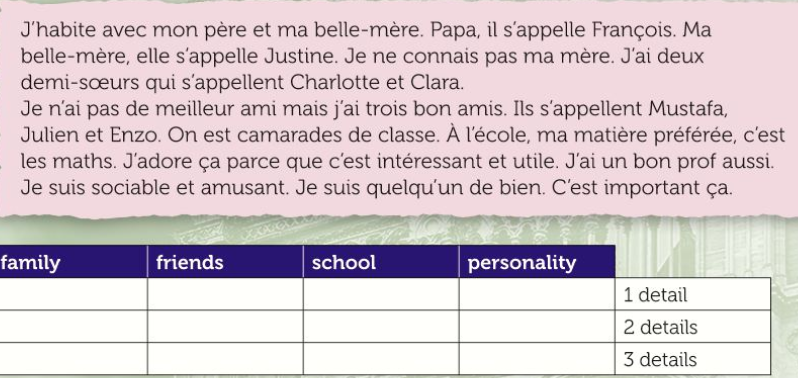 J'habite avec mon père et ma belle-mère. Papa, il s'appelle François. Ma
belle-mère, elle s'appelle Justine. Je ne connais pas ma mère. J'ai deux
demi-sœurs qui s'appellent Charlotte et Clara.
Je n'ai pas de meilleur ami mais j'ai trois bon amis. Ils s'appellent Mustafa,
Julien et Enzo. On est camarades de classe. À l'école, ma matière préférée, c'est
les maths. J'adore ça parce que c'est intéressant et utile. J'ai un bon prof aussi.
Je suis sociable et amusant. Je suis quelqu'un de bien. C'est important ça.
family friends school personality
1 detail
2 details
3 details